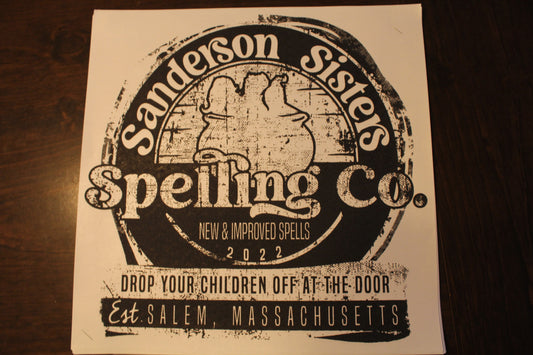 Sanderson Sisters
Spelling Co.
NEW & IMPROVED SPELLS
2022
DROP YOUR CHILDREN OFF AT THE DOOR
Est. SALEM, MASSACHUSETTS